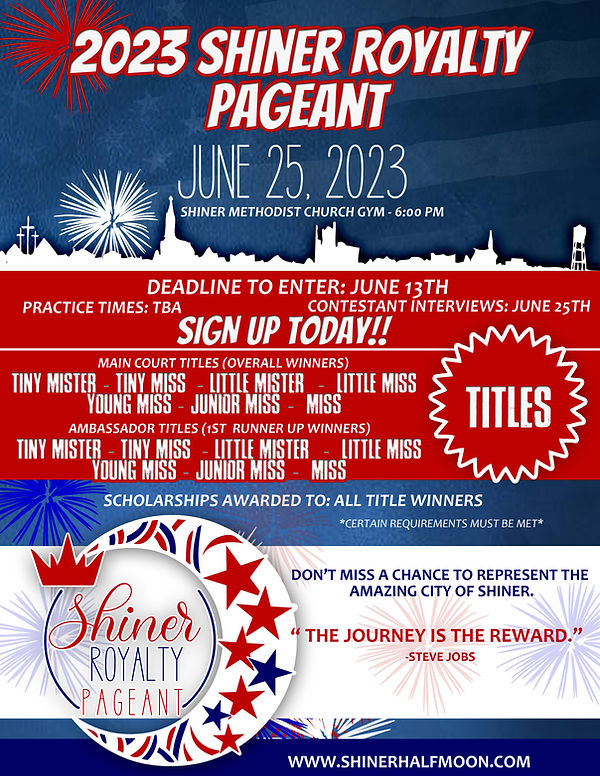 2023 SHINER ROYALTY
PAGEANT
JUNE 25, 2023
SHINER METHODIST CHURCH GYM - 6:00 PM
DEADLINE TO ENTER: JUNE 13TH
PRACTICE TIMES: TBA
CONTESTANT INTERVIEWS: JUNE 25TH
SIGN UP TODAY!!
MAIN COURT TITLES (OVERALL WINNERS)
TINY MISTER - TINY MISS - LITTLE MISTER - LITTLE MISS
YOUNG MISS - JUNIOR MISS - MISS
AMBASSADOR TITLES (1ST RUNNER UP WINNERS)
TINY MISTER - TINY MISS - LITTLE MISTER - LITTLE MISS
YOUNG MISS - JUNIOR MISS - MISS
TITLES
SCHOLARSHIPS AWARDED TO: ALL TITLE WINNERS
*CERTAIN REQUIREMENTS MUST BE MET*
Shiner
ROYALTY
PAGEANT
DON'T MISS A CHANCE TO REPRESENT THE
AMAZING CITY OF SHINER.
" THE JOURNEY IS THE REWARD."
-STEVE JOBS
WWW.SHINERHALFMOON.COM